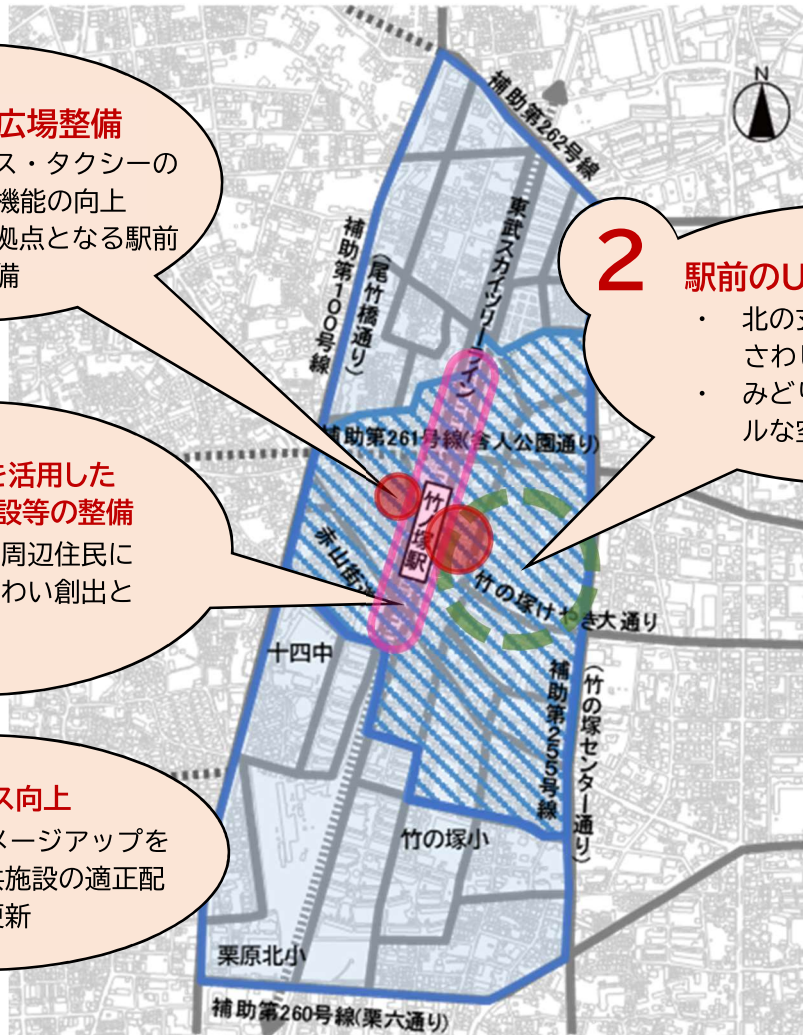 N
補助第262号線
広場整備
ス・タクシーの
機能の向上
拠点となる駅前
備
東武スカイツリーライン
補助第100号線
(尾竹橋通り)
2
駅前のU
・ 北の
さわ
・ みどり
ルな空
補助第261号線(舎人公園通り)
を活用した
設等の整備
周辺住民に
わい創出と
竹ノ塚駅
赤山街道
竹の塚けやき大通り
十四中
補助第255号線
(竹の塚センター通り)
ス向上
メージアップを
共施設の適正配
更新
竹の塚小
栗原北小
補助第260号線(栗六通り)